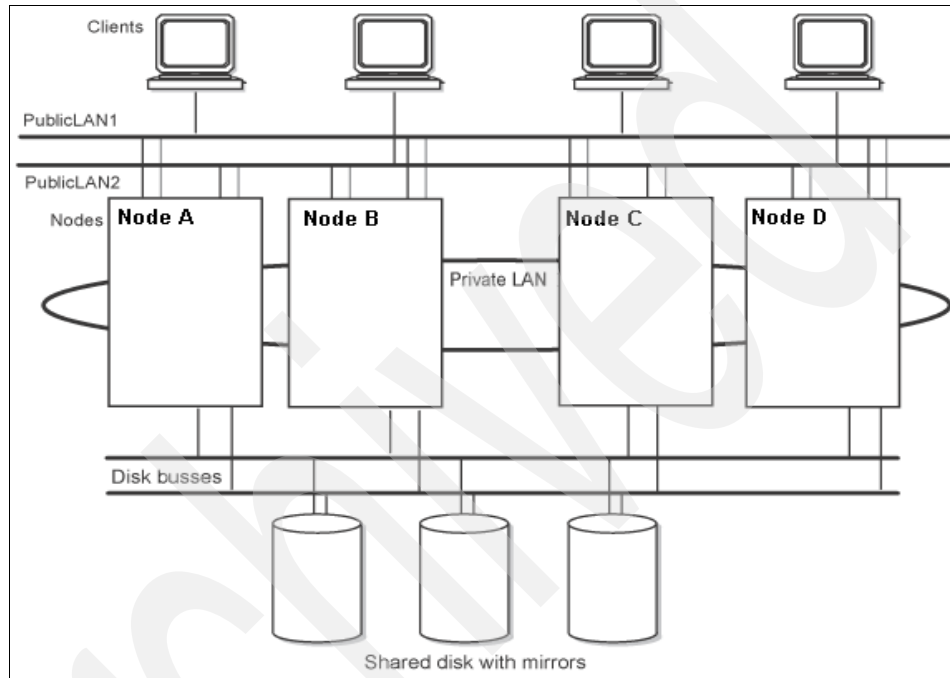 Clients
PublicLAN1
PublicLAN2
Nodes
Node A
Node B
Node C
Node D
Private LAN
Disk busses
Shared disk with mirrors